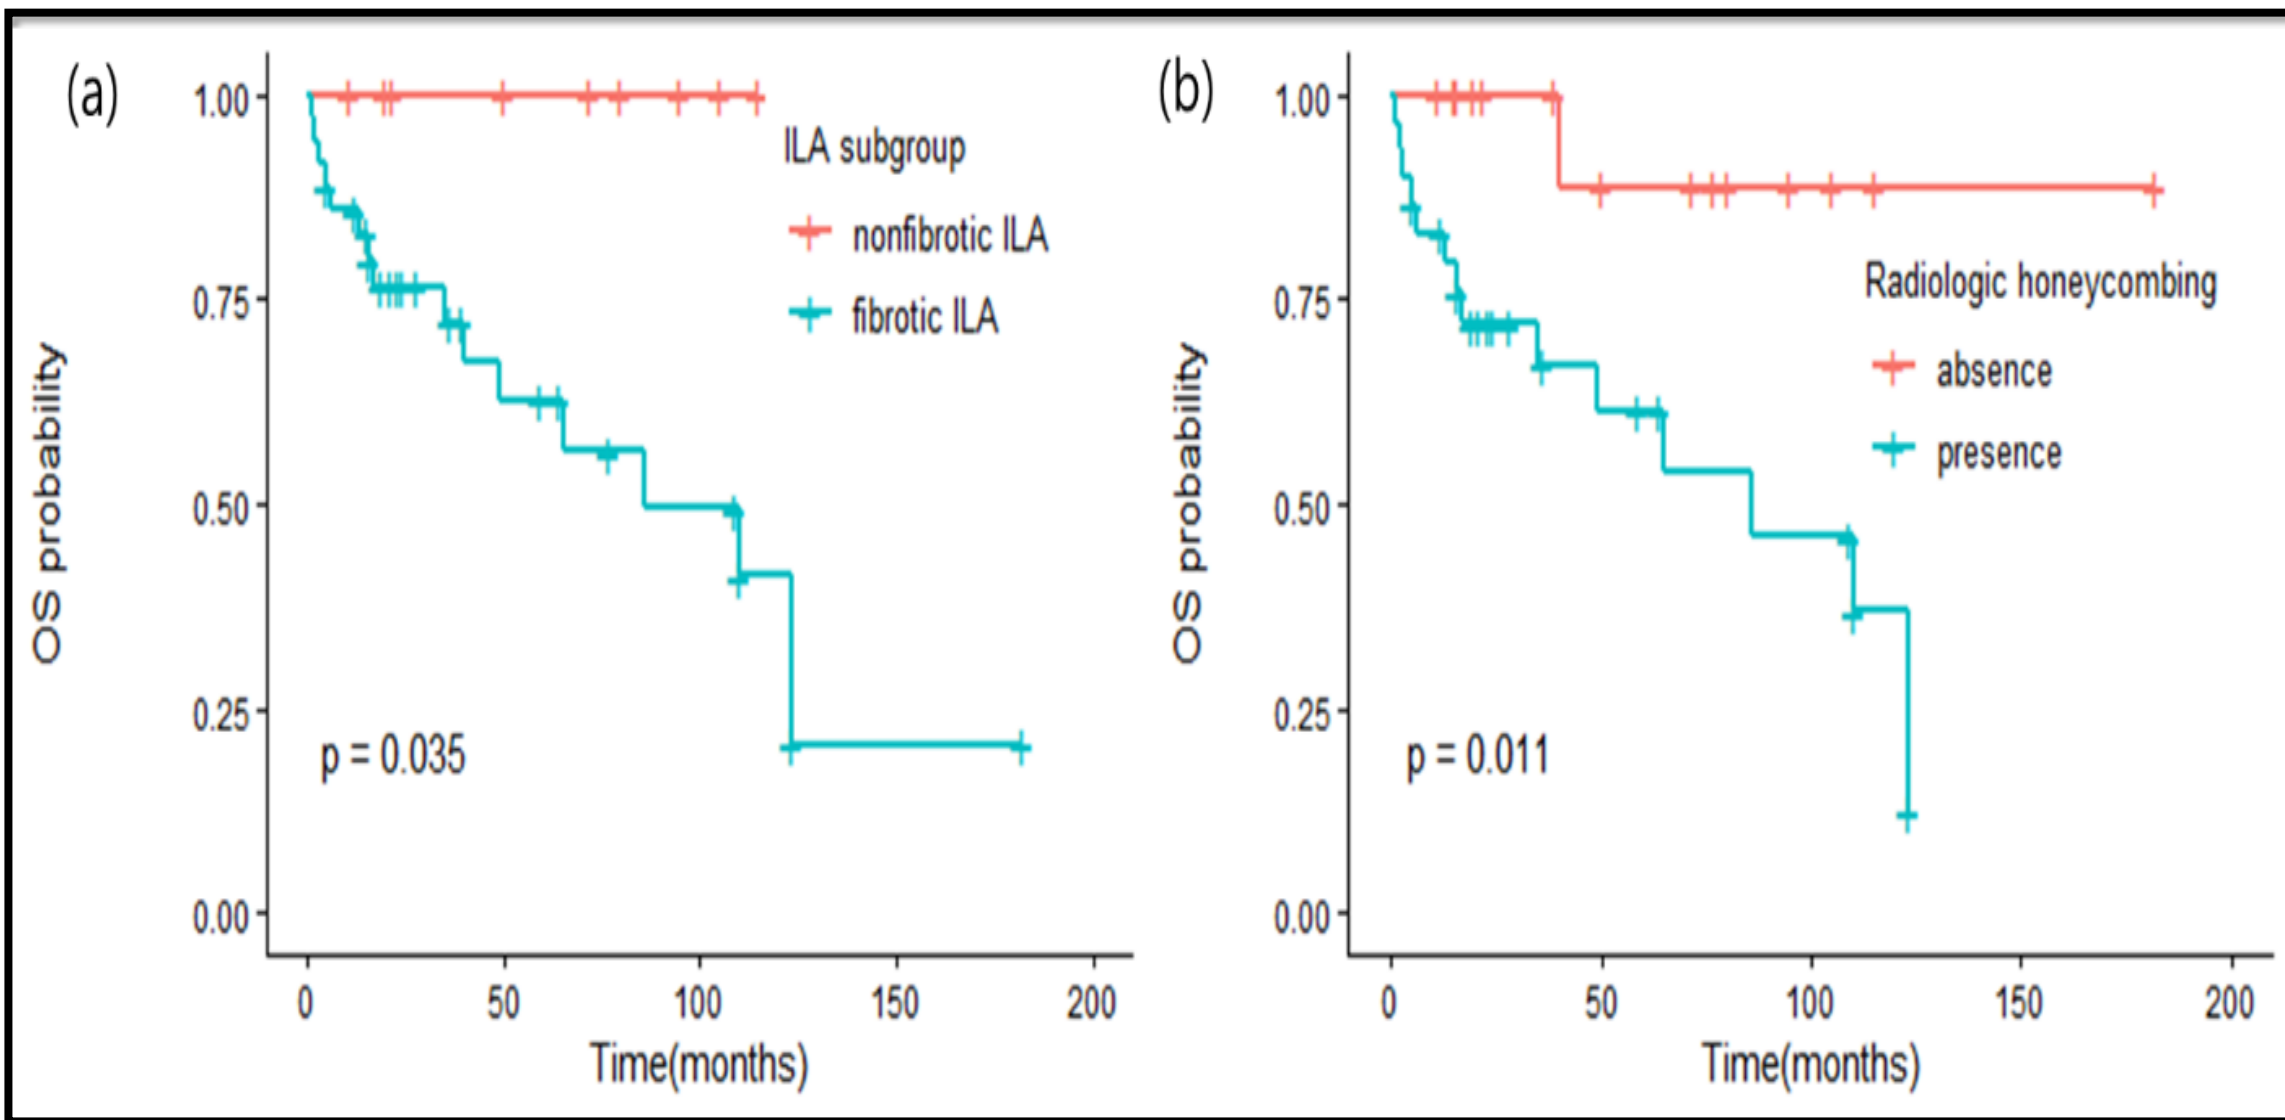 (a)
1.00
0.75
0.50
0.25
0.00
OS probability
ILA subgroup
nonfibrotic ILA
fibrotic ILA
p = 0.035
0 50 100 150 200
Time(months)
(b)
1.00
0.75
0.50
0.25
0.00
OS probability
Radiologic honeycombing
absence
presence
p = 0.011
0 50 100 150 200
Time(months)